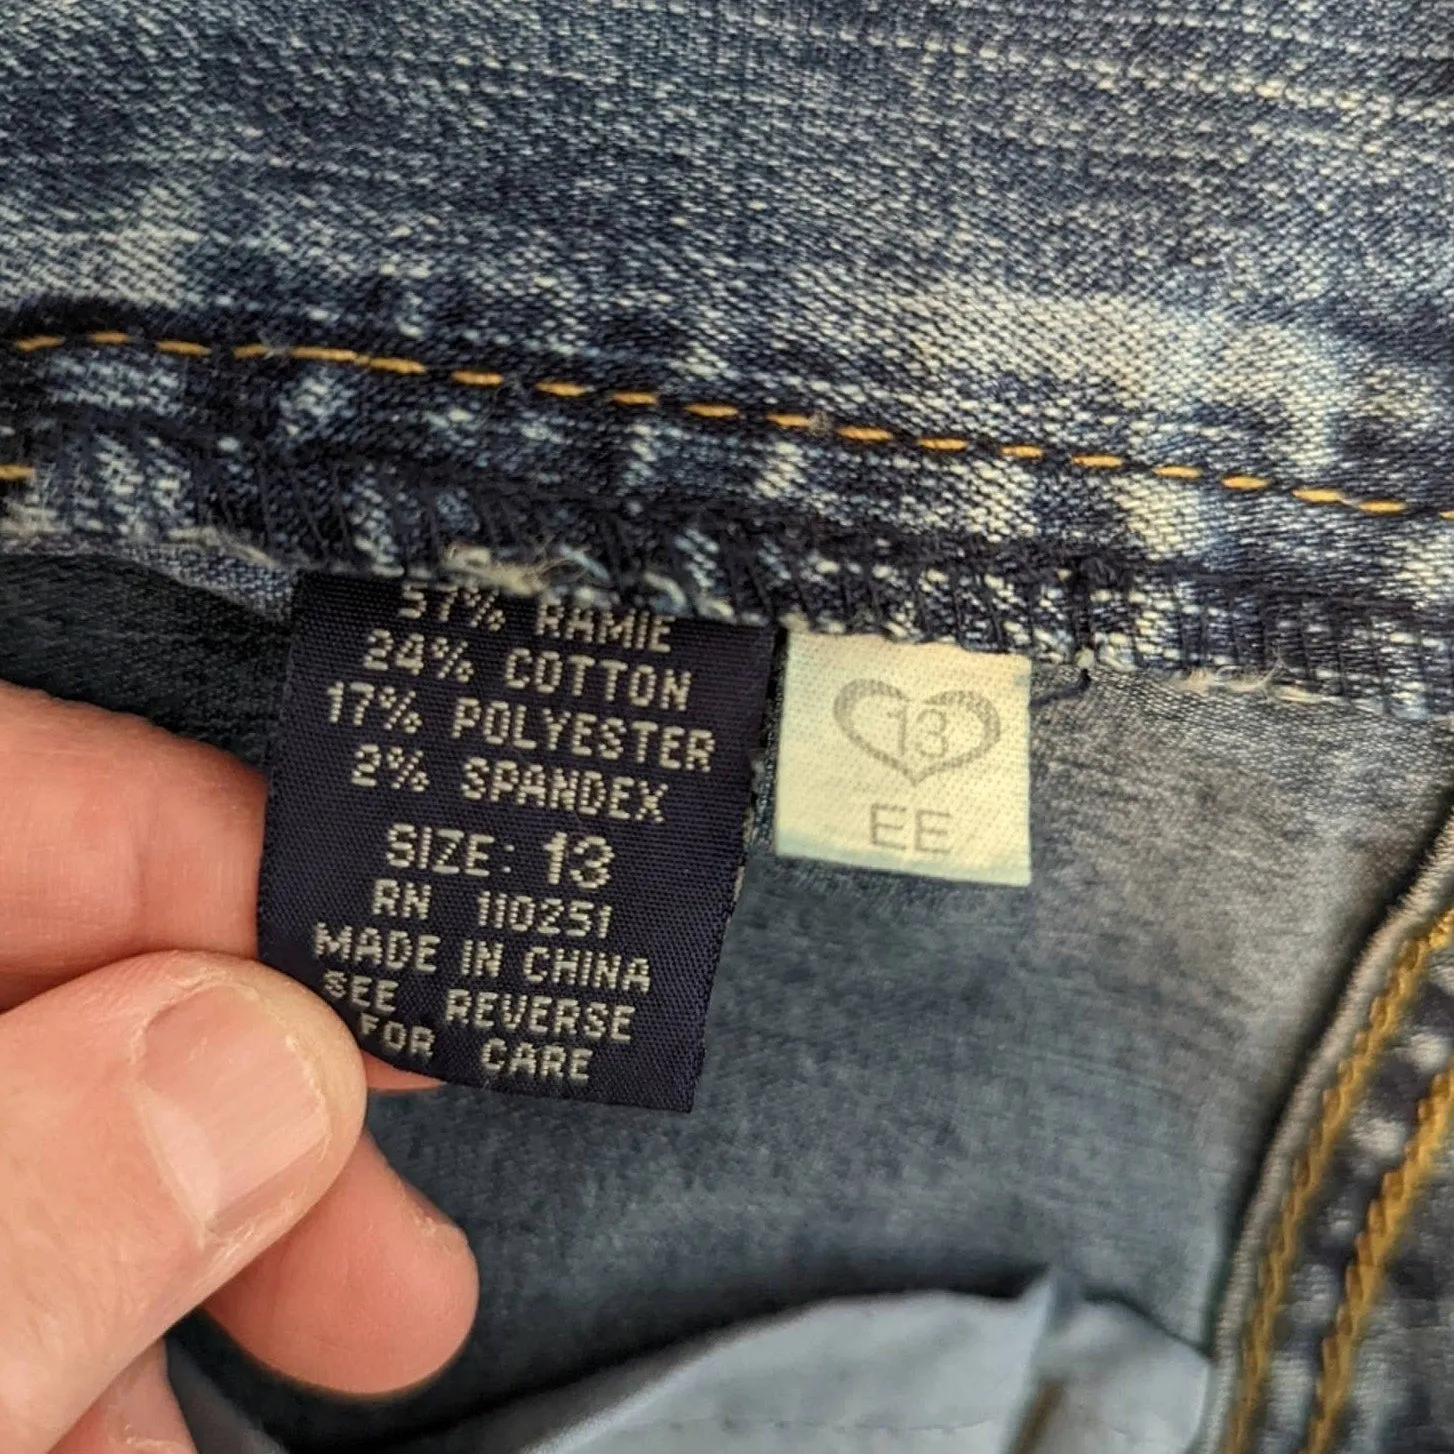 57% RAMIE
24% COTTON
17% POLYESTER
2% SPANDEX
SIZE: 13
RN 110251
MADE IN CHINA
SEE REVERSE
FOR CARE
13
EE